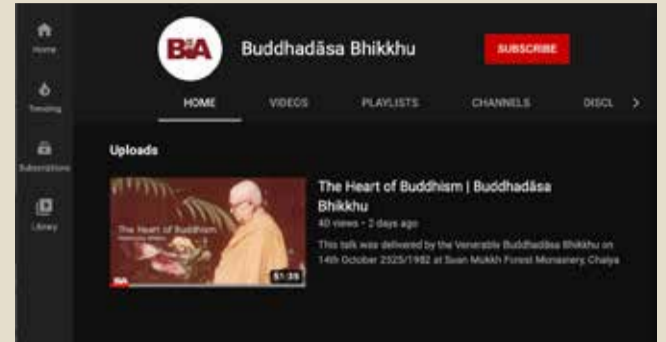 BIA
Buddhadāsa Bhikkhu
SUBSCRIBE
Home
HOME
VIDEOS
PLAYLISTS
CHANNELS
DISCL
Trending
Subscriptions
Library
Uploads
The Heart of Buddhism | Buddhadāsa
Bhikkhu
40 views • 2 days ago
This talk was delivered by the Venerable Buddhadāsa Bhikkhu on
14th October 2525/1982 at Suan Mokkh Forest Monastery, Chaiya
The Heart of Buddhism
51:35